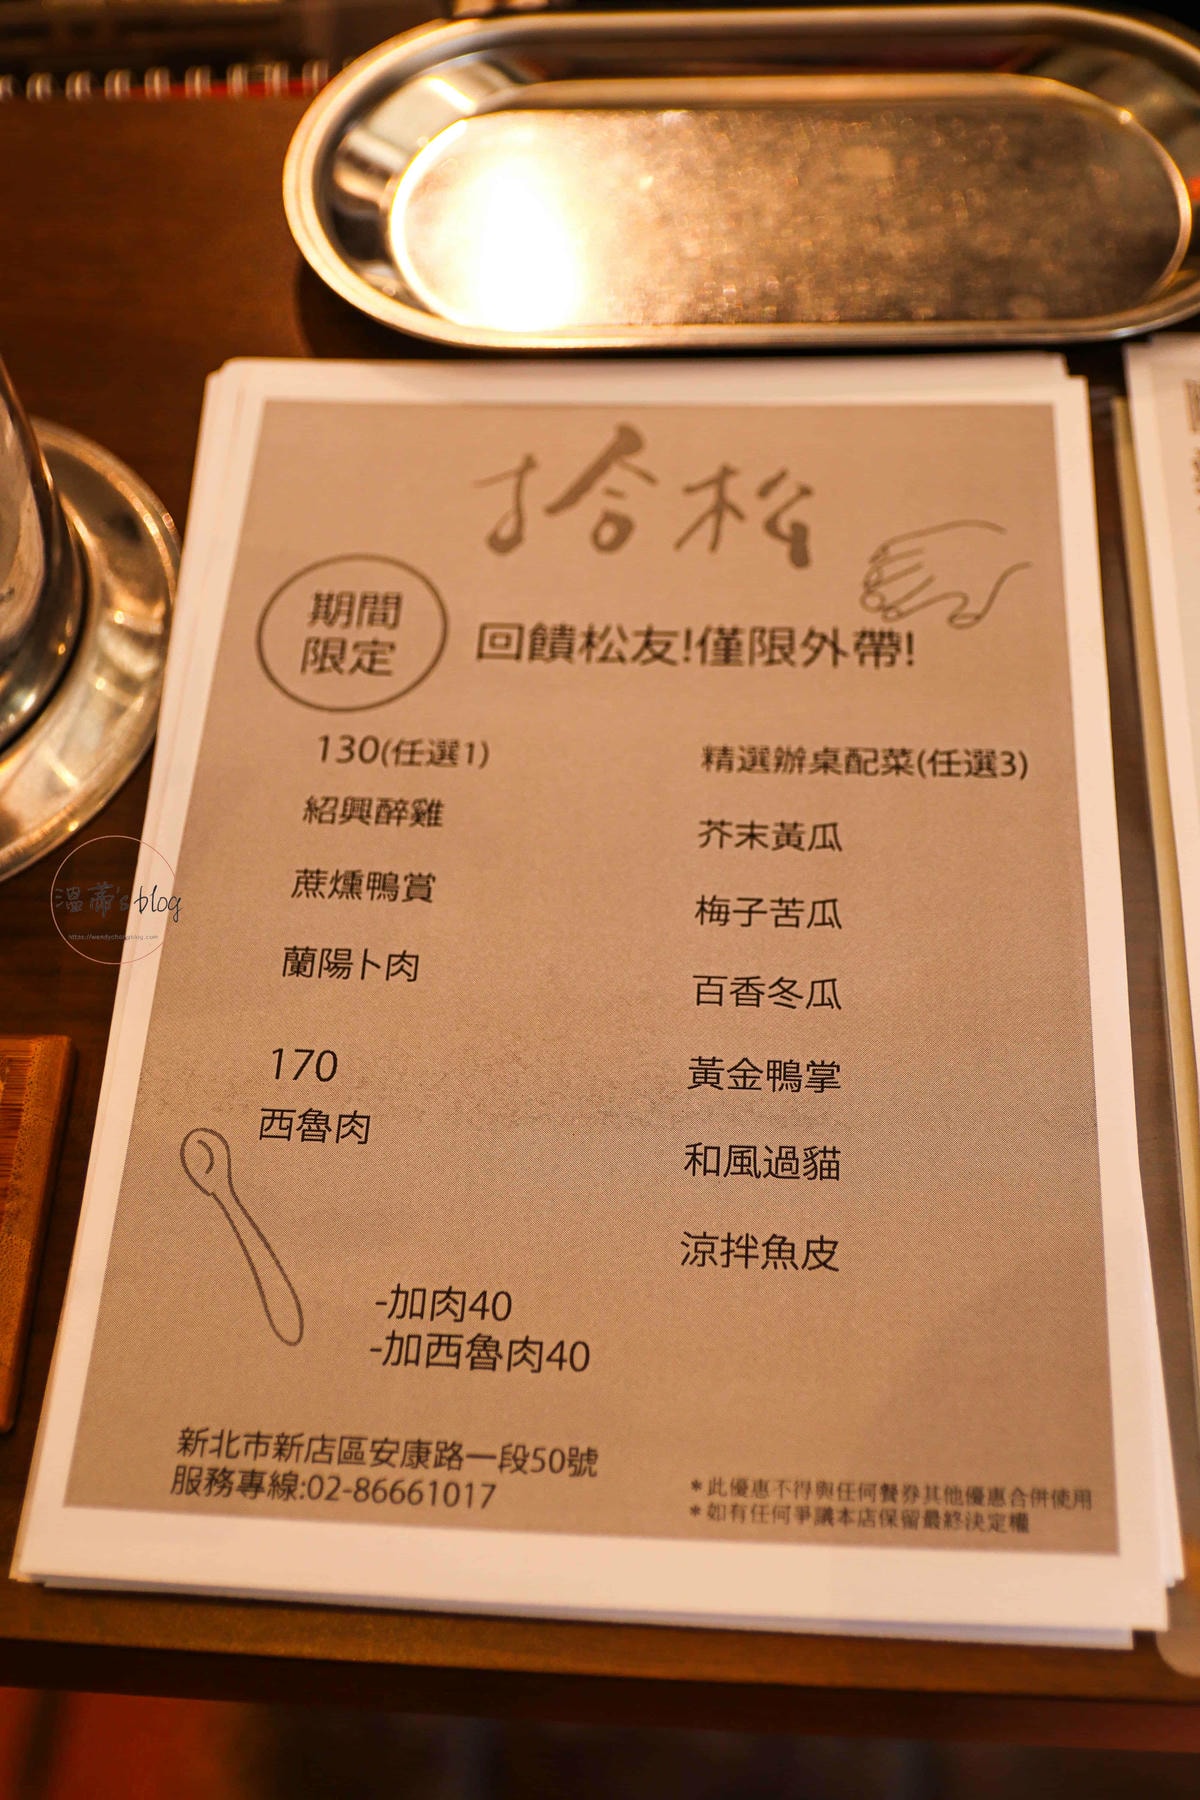 拾松
期間
限定
回饋松友!僅限外帶!
130(任選1)
紹興醉雞
蔗燻鴨賞
蘭陽卜肉
170
西魯肉
精選辦桌配菜(任選3)
芥末黃瓜
梅子苦瓜
百香冬瓜
黃金鴨掌
和風過貓
涼拌魚皮
-加肉40
-加西魯肉40
新北市新店區安康路一段50號
服務專線:02-86661017
*此優惠不得與任何餐券其他優惠合併使用
*如有任何爭議本店保留最終決定權
溫蒂's blog